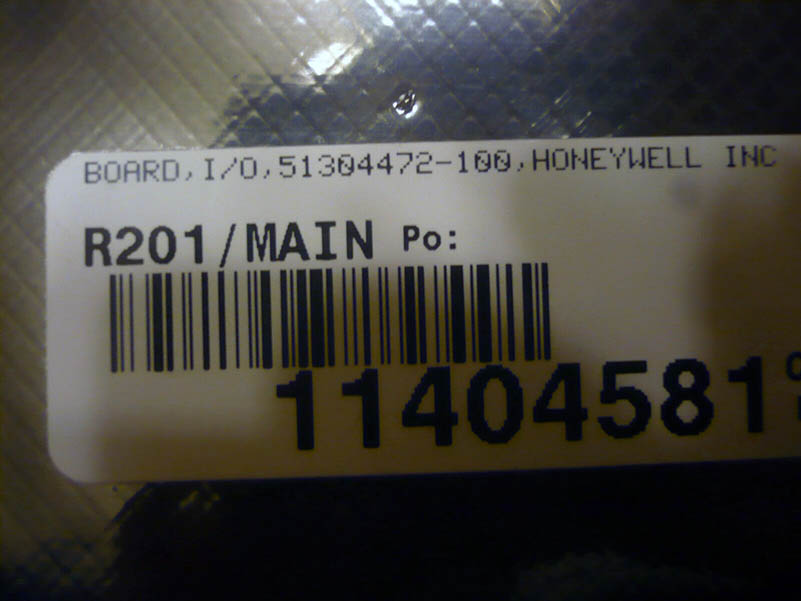 BOARD,I/O,51304472-100,HONEYWELL INC
R201/MAIN Po:
11404581